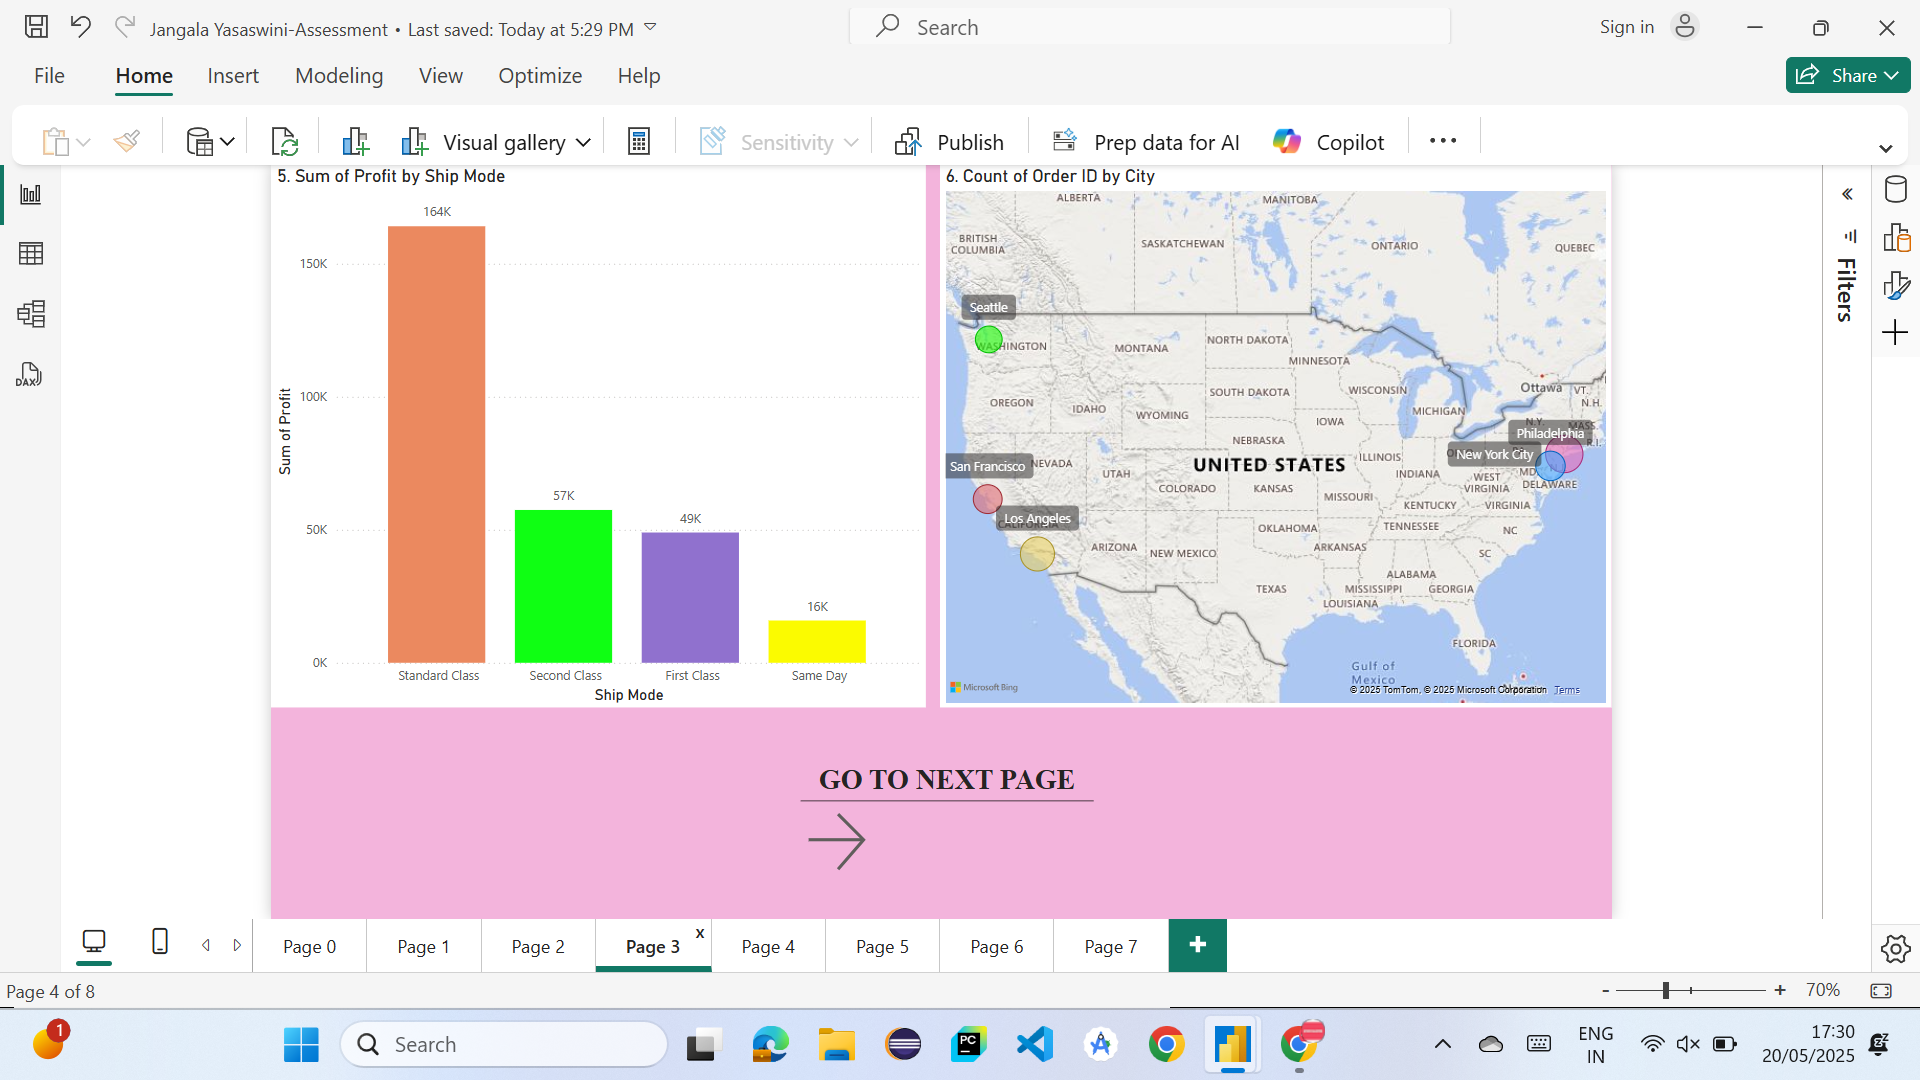 Jangala Yasaswini-Assessment • Last saved: Today at 5:29 PM
Search
Sign in
File Home Insert Modeling View Optimize Help
Share
Visual gallery
Sensitivity
Publish
Prep data for AI
Copilot
5. Sum of Profit by Ship Mode
164K
150K
100K
Sum of Profit
57K
49K
50K
16K
0K
Standard Class Second Class First Class Same Day
Ship Mode
6. Count of Order ID by City
ALBERTA
MANITOBA
BRITISH
COLUMBIA
SASKATCHEWAN
ONTARIO
QUEBEC
Seattle
WASHINGTON
MONTANA
NORTH DAKOTA
MINNESOTA
Ottawa
VT.
N.H.
SOUTH DAKOTA
WISCONSIN
OREGON
IDAHO
WYOMING
MICHIGAN
IOWA
N.Y.
MASS.
Philadelphia
R.I.
NEBRASKA
New York City
San Francisco
NEVADA
UNITED STATES
ILLINOIS
UTAH
INDIANA
MD.
WEST
VIRGINIA
DELAWARE
COLORADO
KANSAS
MISSOURI
KENTUCKY
VIRGINIA
Los Angeles
CALIFORNIA
OKLAHOMA
TENNESSEE
NC
ARIZONA
NEW MEXICO
ARKANSAS
SC
ALABAMA
TEXAS
MISSISSIPPI
GEORGIA
LOUISIANA
FLORIDA
Gulf of
Mexico
Microsoft Bing
© 2025 TomTom, © 2025 Microsoft Corporation Terms
Filters
DAX
GO TO NEXT PAGE
Page 0 Page 1 Page 2 Page 3 x Page 4 Page 5 Page 6 Page 7 +
Page 4 of 8
- + 70%
1
Search
PC
ENG
IN
17:30
20/05/2025